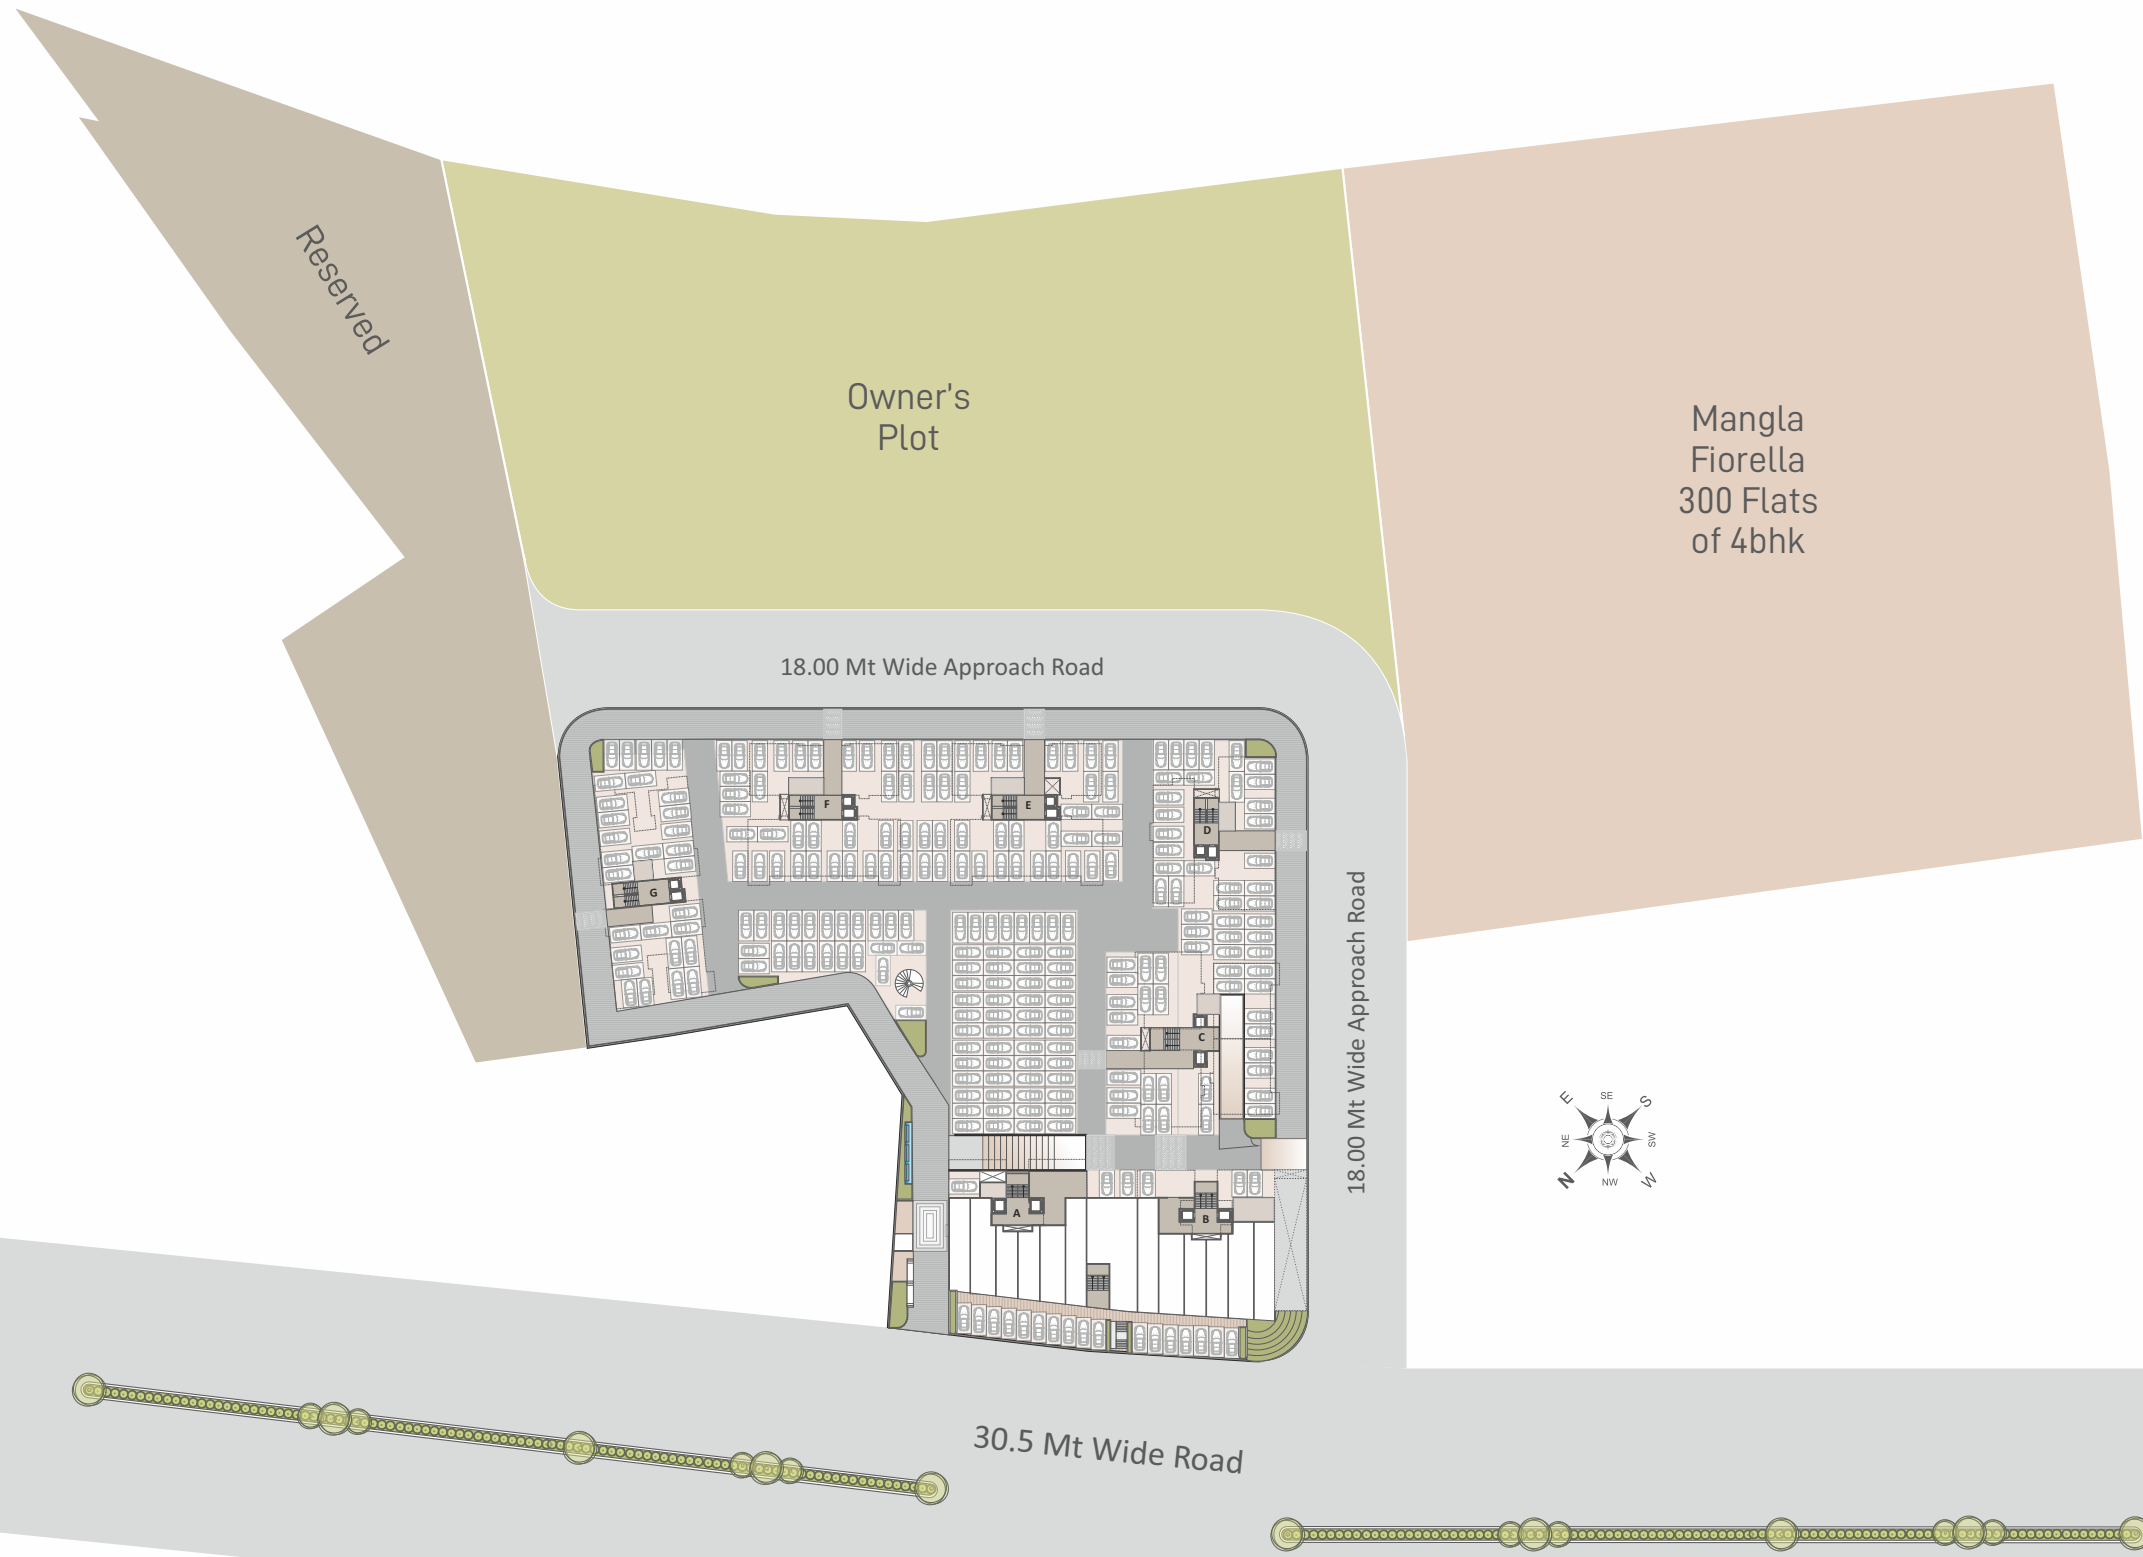 Reserved
Owner's
Plot
Mangla
Fiorella
300 Flats
of 4bhk
18.00 Mt Wide Approach Road
F
E
D
G
18.00 Mt Wide Approach Road
C
E
SE
S
NE
SW
N
NW
W
A
B
30.5 Mt Wide Road